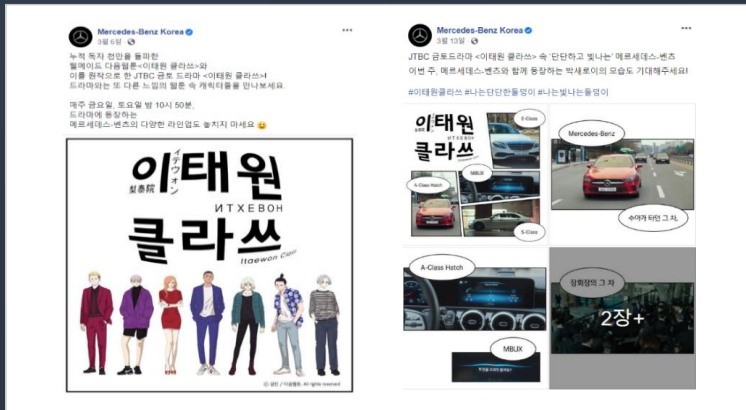 Mercedes-Benz Korea
3월 6일
누적 독자 천만을 돌파한
웰메이드 다음웹툰<이태원 클라쓰>와
이를 원작으로 한 JTBC 금토 드라마 <이태원 클라쓰>!
드라마와는 또 다른 느낌의 웹툰 속 캐릭터들을 만나보세요.
매주 금요일, 토요일 밤 10시 50분,
드라마에 등장하는
메르세데스-벤츠의 다양한 라인업도 놓치지 마세요 😉
이태원
イテウォン
梨泰院
ИТХЕВОН
클라쓰
Itaewon Class
ⓒ 광진 / 다음웹툰. All rights reserved
Mercedes-Benz Korea
3월 13일
JTBC 금토드라마 <이태원 클라쓰> 속 '단단하고 빛나는' 메르세데스-벤츠
이번 주, 메르세데스-벤츠와 함께 등장하는 박새로이의 모습도 기대해주세요!
#이태원클라쓰 #나는단단한돌덩이 #나는빛나는돌덩이
이태원
클라쓰
E-Class
MBUX
A-Class Hatch
S-Class
Mercedes-Benz
수아가 타던 그 차,
A-Class Hatch
MBUX
장회장의 그 차
2장+